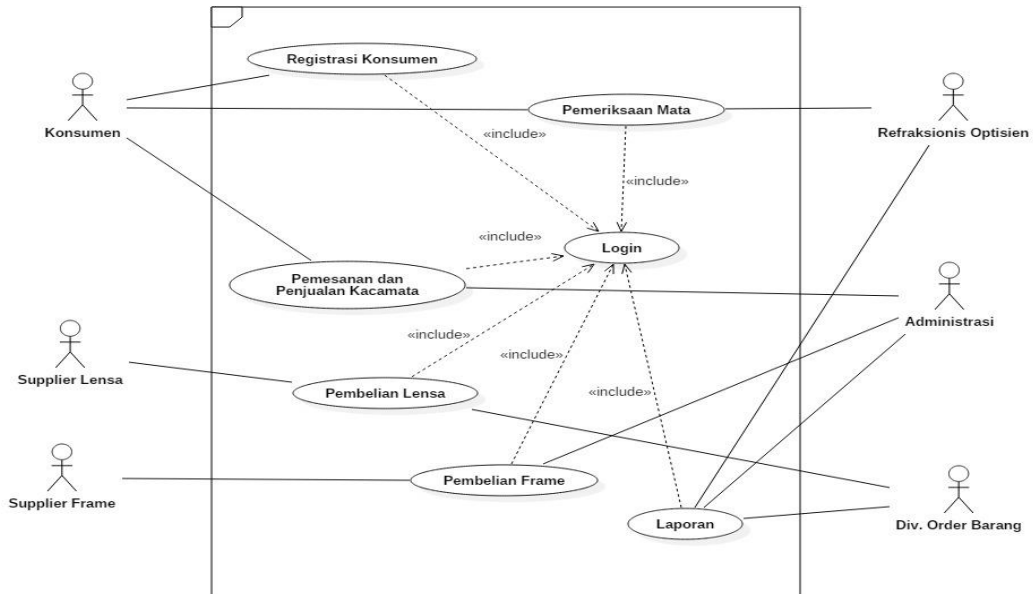 Registrasi Konsumen
Konsumen
Pemeriksaan Mata
Refraksionis Optisien
«include»
«include»
«include»
Login
Pemesanan dan
Penjualan Kacamata
Administrasi
«include»
«include»
Supplier Lensa
Pembelian Lensa
«include»
Pembelian Frame
Supplier Frame
Laporan
Div. Order Barang